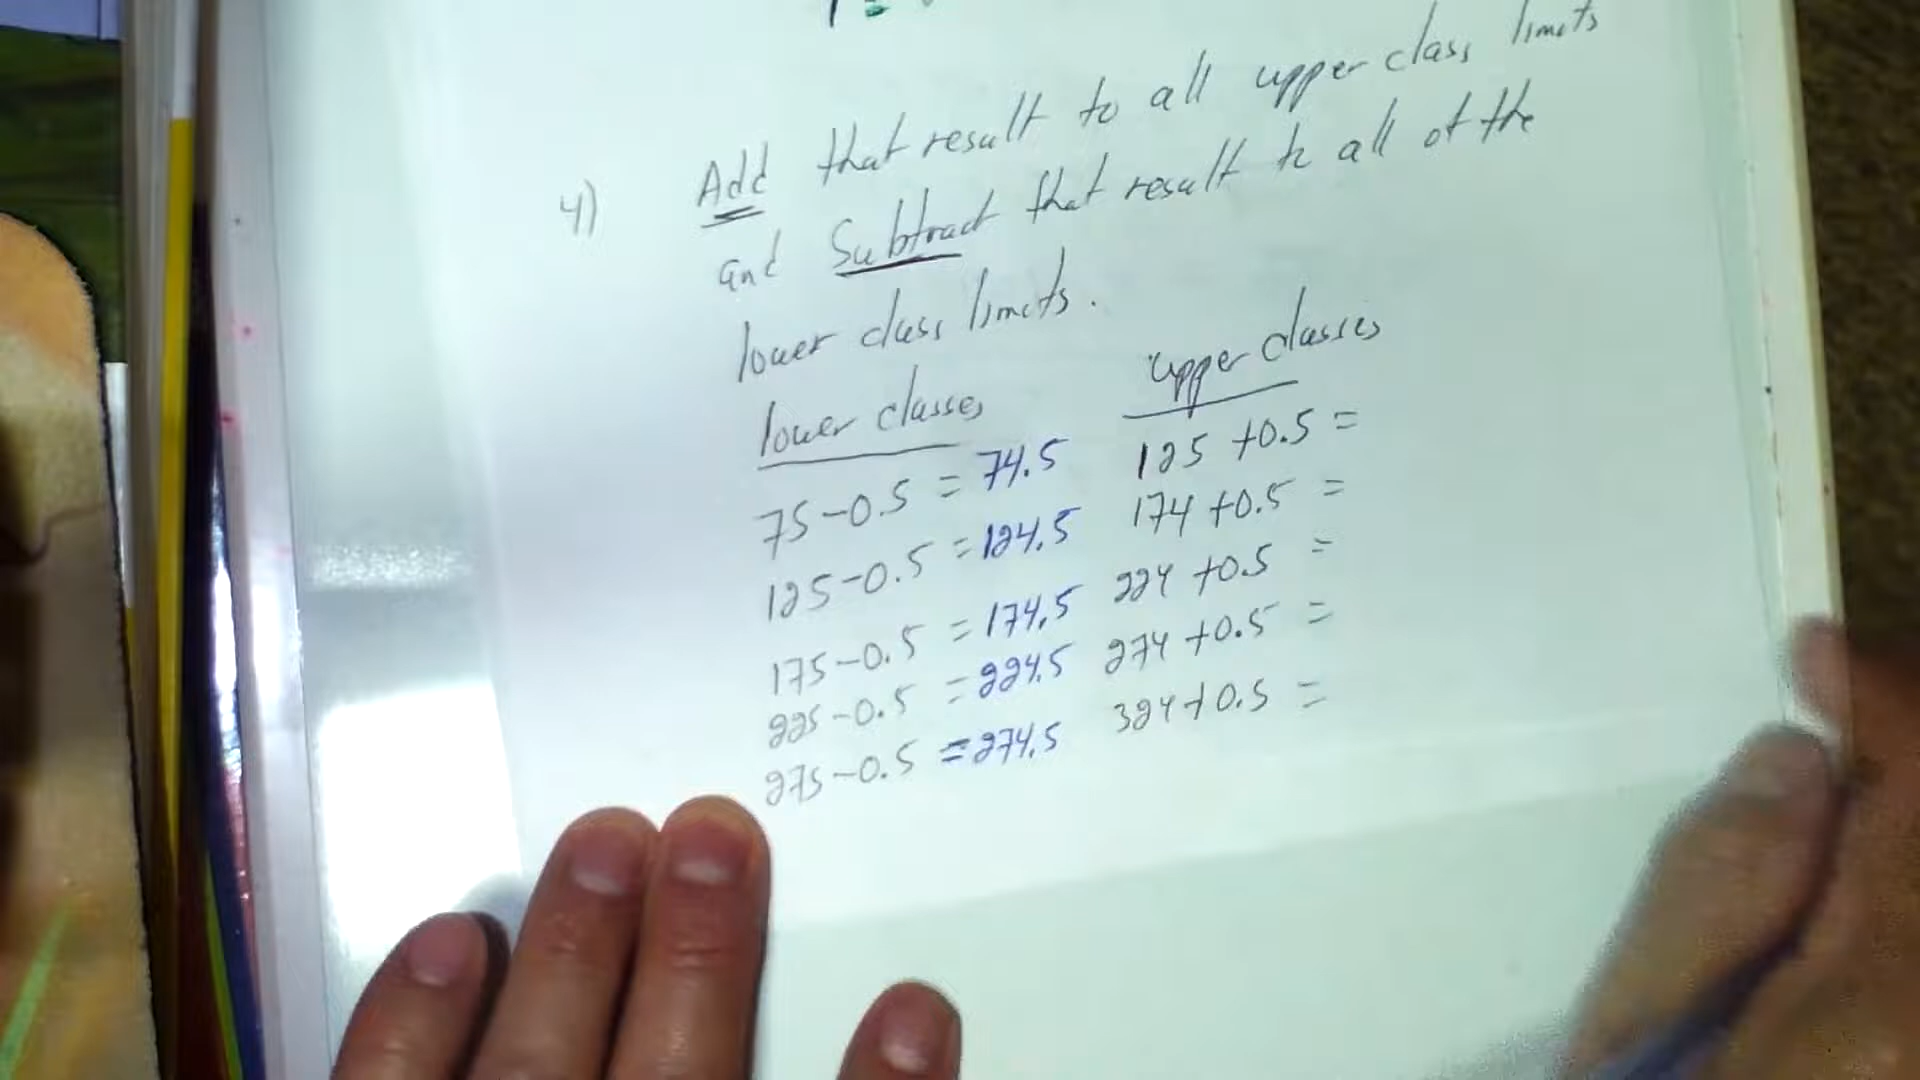 4) Add that result to all upper class limits
and Subtract that result to all of the
lower class limits.
lower classes upper classes
75-0.5 = 74.5 125 +0.5 =
125-0.5 = 124.5 174 +0.5 =
175-0.5 = 174.5 224 +0.5 =
225-0.5 = 224.5 274 +0.5 =
275-0.5 = 274.5 324+0.5 =